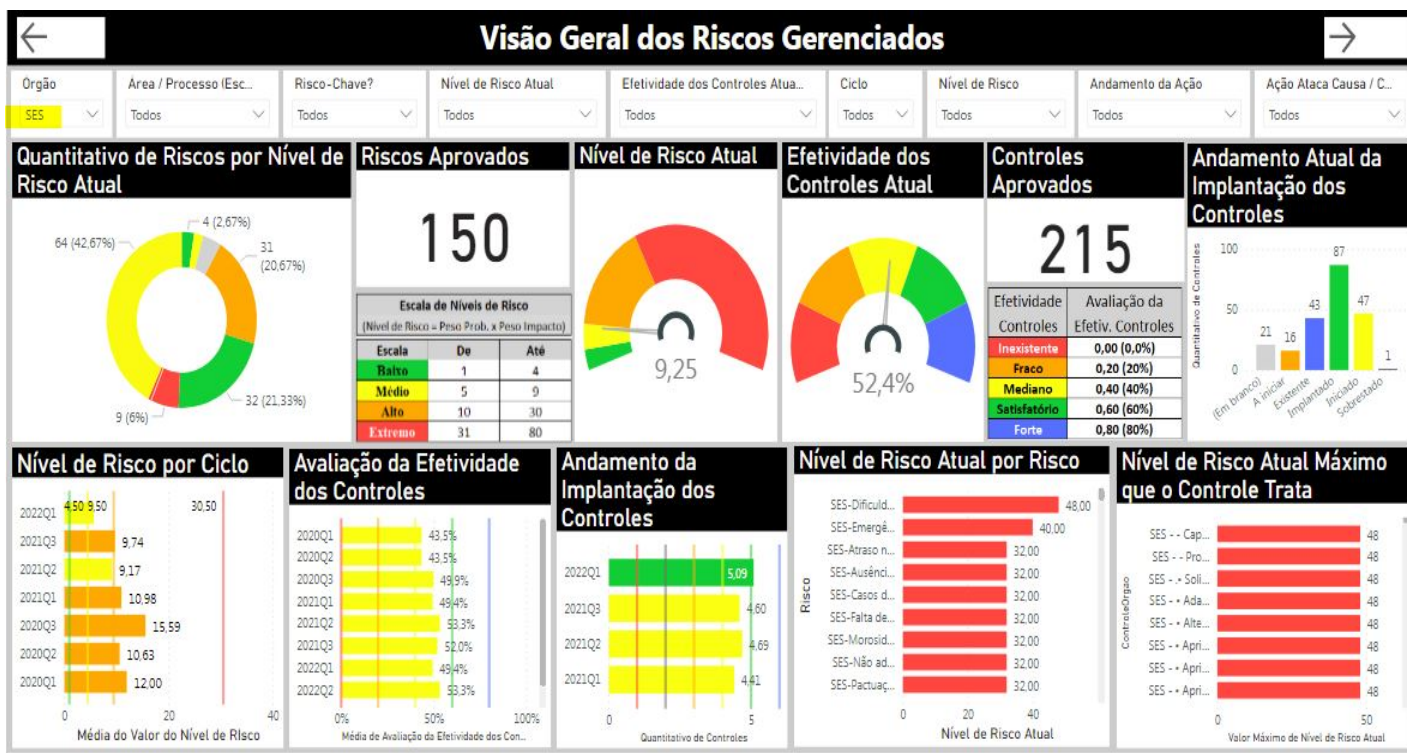 Visão Geral dos Riscos Gerenciados
Órgão
SES
Área / Processo (Esc...
Todos
Risco-Chave?
Todos
Nível de Risco Atual
Todos
Efetividade dos Controles Atua...
Todos
Ciclo
Todos
Nível de Risco
Todos
Andamento da Ação
Todos
Ação Ataca Causa / C...
Todos
Quantitativo de Riscos por Nível de
Risco Atual
4 (2,67%)
31
(20,67%)
32 (21,33%)
9 (6%)
64 (42,67%)
Riscos Aprovados
150
Escala de Níveis de Risco
(Nível de Risco = Peso Prob. x Peso Impacto)
Escala De Até
Baixo 1 4
Médio 5 9
Alto 10 30
Extremo 31 80
Nível de Risco Atual
9,25
Efetividade dos
Controles Atual
52,4%
Controles
Aprovados
215
Efetividade Avaliação da
Controles Efetiv. Controles
Inexistente 0,00 (0,0%)
Fraco 0,20 (20%)
Mediano 0,40 (40%)
Satisfatório 0,60 (60%)
Forte 0,80 (80%)
Andamento Atual da
Implantação dos
Controles
Quantitativo de Controles
100
50
0
21
16
43
87
47
1
(Em branco)
A iniciar
Existente
Implantado
Iniciado
Sobrestado
Nível de Risco por Ciclo
2022Q1 4,50 9,50 30,50
2021Q3 9,74
2021Q2 9,17
2021Q1 10,98
2020Q3 15,59
2020Q2 10,63
2020Q1 12,00
0 20 40
Média do Valor do Nível de RIsco
Avaliação da Efetividade
dos Controles
2020Q1 43,5%
2020Q2 43,5%
2020Q3 49,9%
2021Q1 49,4%
2021Q2 53,3%
2021Q3 52,0%
2022Q1 49,4%
2022Q2 53,3%
0% 50% 100%
Média de Avaliação da Efetividade dos Con...
Andamento da
Implantação dos
Controles
2022Q1 5,09
2021Q3 4,60
2021Q2 4,69
2021Q1 4,41
0 5
Quantitativo de Controles
Nível de Risco Atual por Risco
Risco
SES-Dificuld... 48,00
SES-Emergê... 40,00
SES-Atraso n... 32,00
SES-Ausênci... 32,00
SES-Casos d... 32,00
SES-Falta de... 32,00
SES-Morosid... 32,00
SES-Não ad... 32,00
SES-Pactuaç... 32,00
0 20 40
Nível de Risco Atual
Nível de Risco Atual Máximo
que o Controle Trata
ControleOrgao
SES - - Cap... 48
SES - - Pro... 48
SES - .* Soli... 48
SES - * Ada... 48
SES - * Alte... 48
SES - * Apri... 48
SES - * Apri... 48
SES - * Apri... 48
0 50
Valor Máximo de Nível de Risco Atual